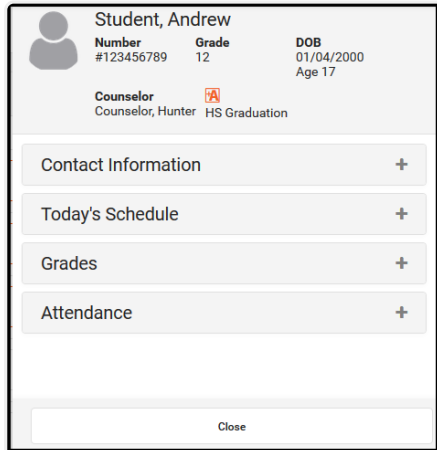 Student, Andrew
Number Grade DOB
#123456789 12 01/04/2000
Age 17
Counselor
Counselor, Hunter HS Graduation
Contact Information +
Today's Schedule +
Grades +
Attendance +
Close